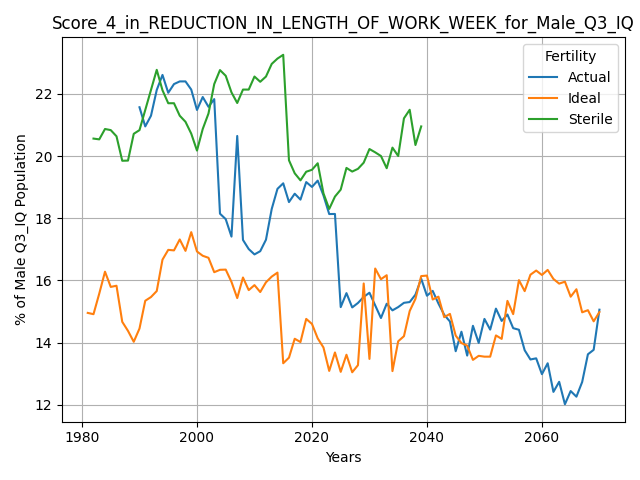 Score_4_in_REDUCTION_IN_LENGTH_OF_WORK_WEEK_for_Male_Q3_IQ
Fertility
Actual
Ideal
Sterile
% of Male Q3_IQ Population
22
20
18
16
14
12
1980 2000 2020 2040 2060
Years